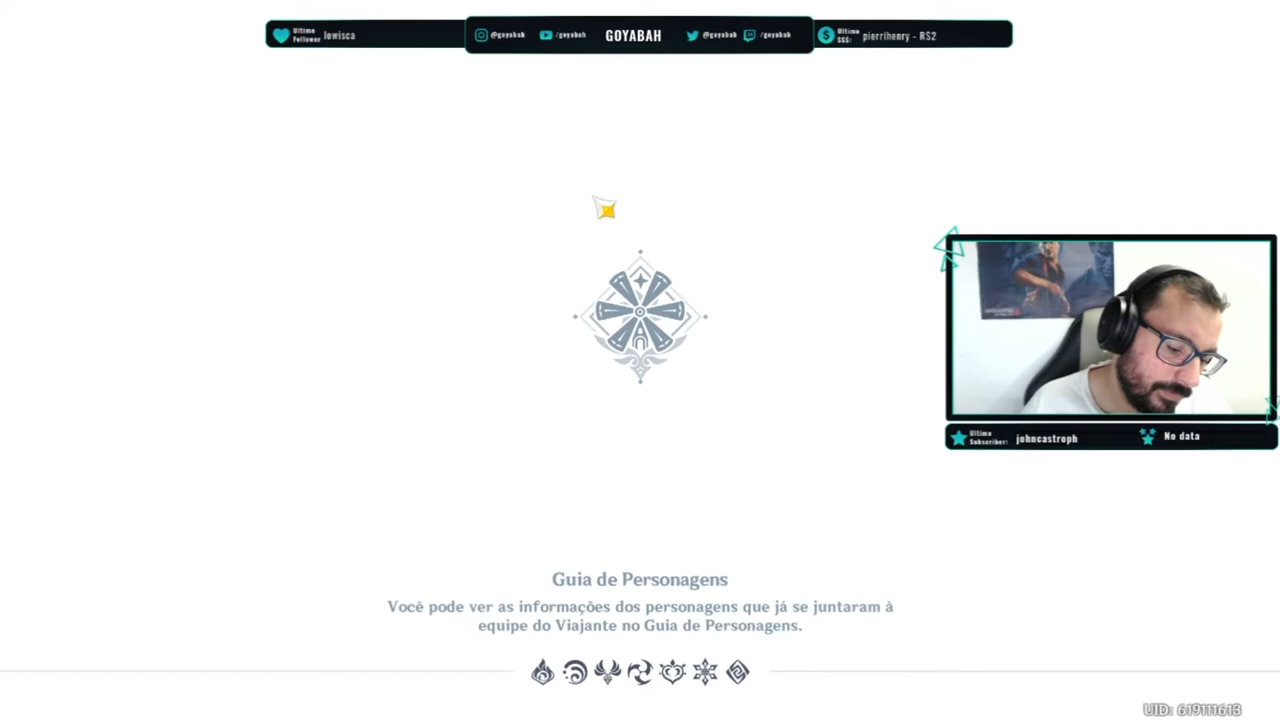 Ultimo Follower lowisca
@goyabah /goyabah GOYABAH @goyabah /goyabah
Ultimo SSS: pierrihenry - RS2
Ultimo Subscriber: johncastroph No data
Guia de Personagens
Você pode ver as informações dos personagens que já se juntaram à
equipe do Viajante no Guia de Personagens.
UID: 619111613